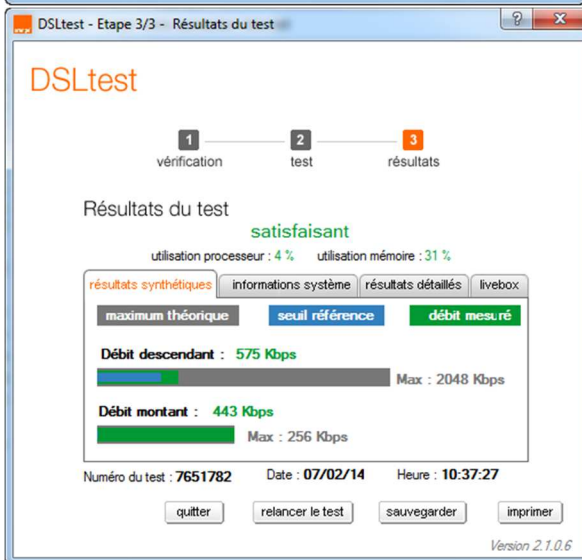 DSLtest - Etape 3/3 - Résultats du test
DSLtest
1 2 3
vérification test résultats
Résultats du test
satisfaisant
utilisation processeur : 4 % utilisation mémoire : 31 %
résultats synthétiques informations système résultats détaillés livebox
maximum théorique seuil référence débit mesuré
Débit descendant : 575 Kbps
Max : 2048 Kbps
Débit montant : 443 Kbps
Max : 256 Kbps
Numéro du test : 7651782 Date : 07/02/14 Heure : 10:37:27
quitter relancer le test sauvegarder imprimer
Version 2.1.0.6